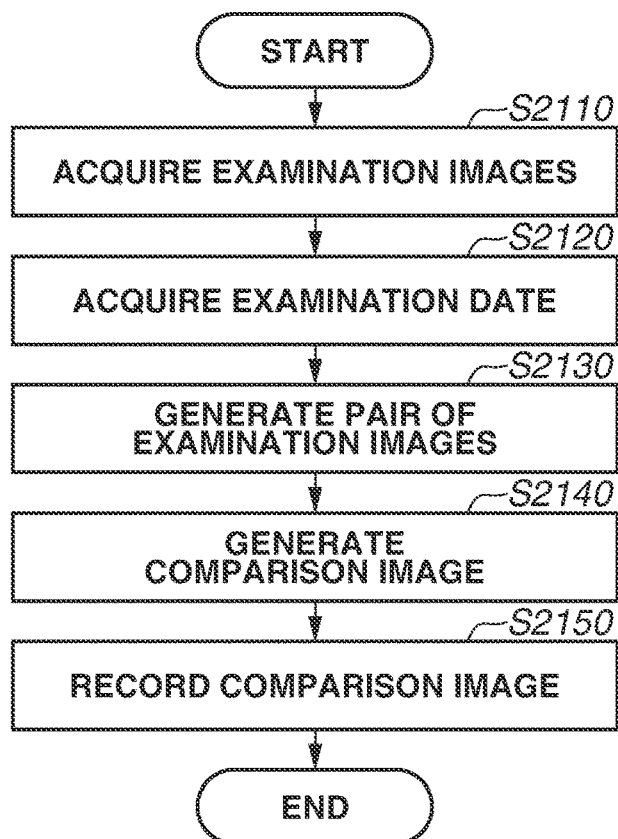 START
S2110
ACQUIRE EXAMINATION IMAGES
S2120
ACQUIRE EXAMINATION DATE
S2130
GENERATE PAIR OF
EXAMINATION IMAGES
S2140
GENERATE
COMPARISON IMAGE
S2150
RECORD COMPARISON IMAGE
END